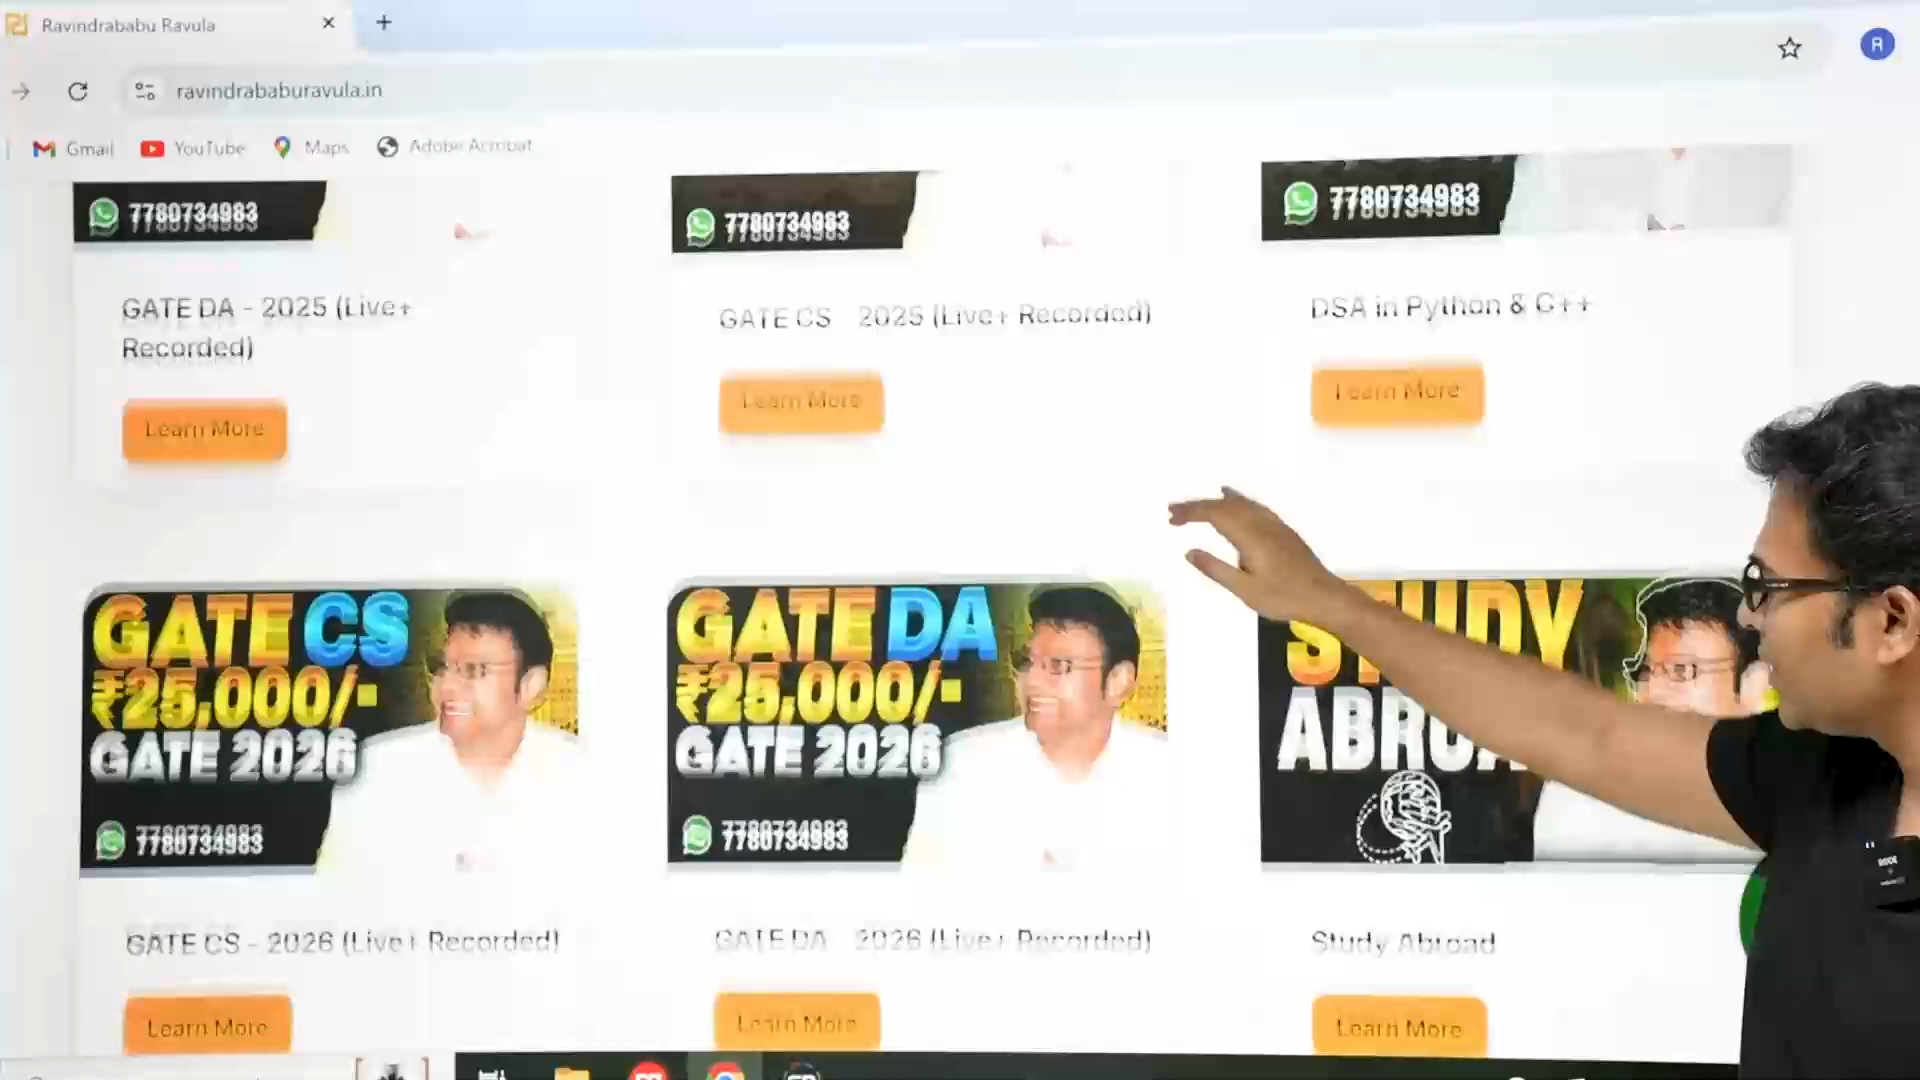 Ravindrababu Ravula
ravindrababuravula.in
R
Gmail
YouTube
Maps
Adobe Acrobat
7780734983
7780734983
7780734983
GATE DA - 2025 (Live+
Recorded)
Learn More
GATE CS - 2025 (Live+ Recorded)
Learn More
DSA in Python & C++
Learn More
GATE CS
₹25,000/-
GATE 2026
7780734983
GATE DA
₹25,000/-
GATE 2026
7780734983
STUDY
ABROA
GATE CS - 2026 (Live+ Recorded)
Learn More
GATE DA - 2026 (Live+ Recorded)
Learn More
Study Abroad
Learn More
RODE